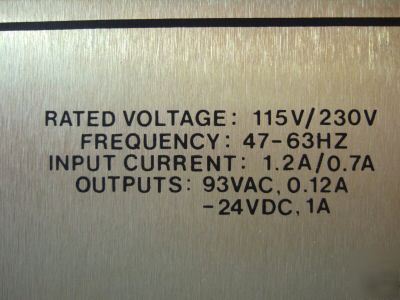 RATED VOLTAGE: 115V/230V
FREQUENCY: 47-63HZ
INPUT CURRENT: 1.2A/0.7A
OUTPUTS: 93VAC, 0.12A
-24VDC, 1A